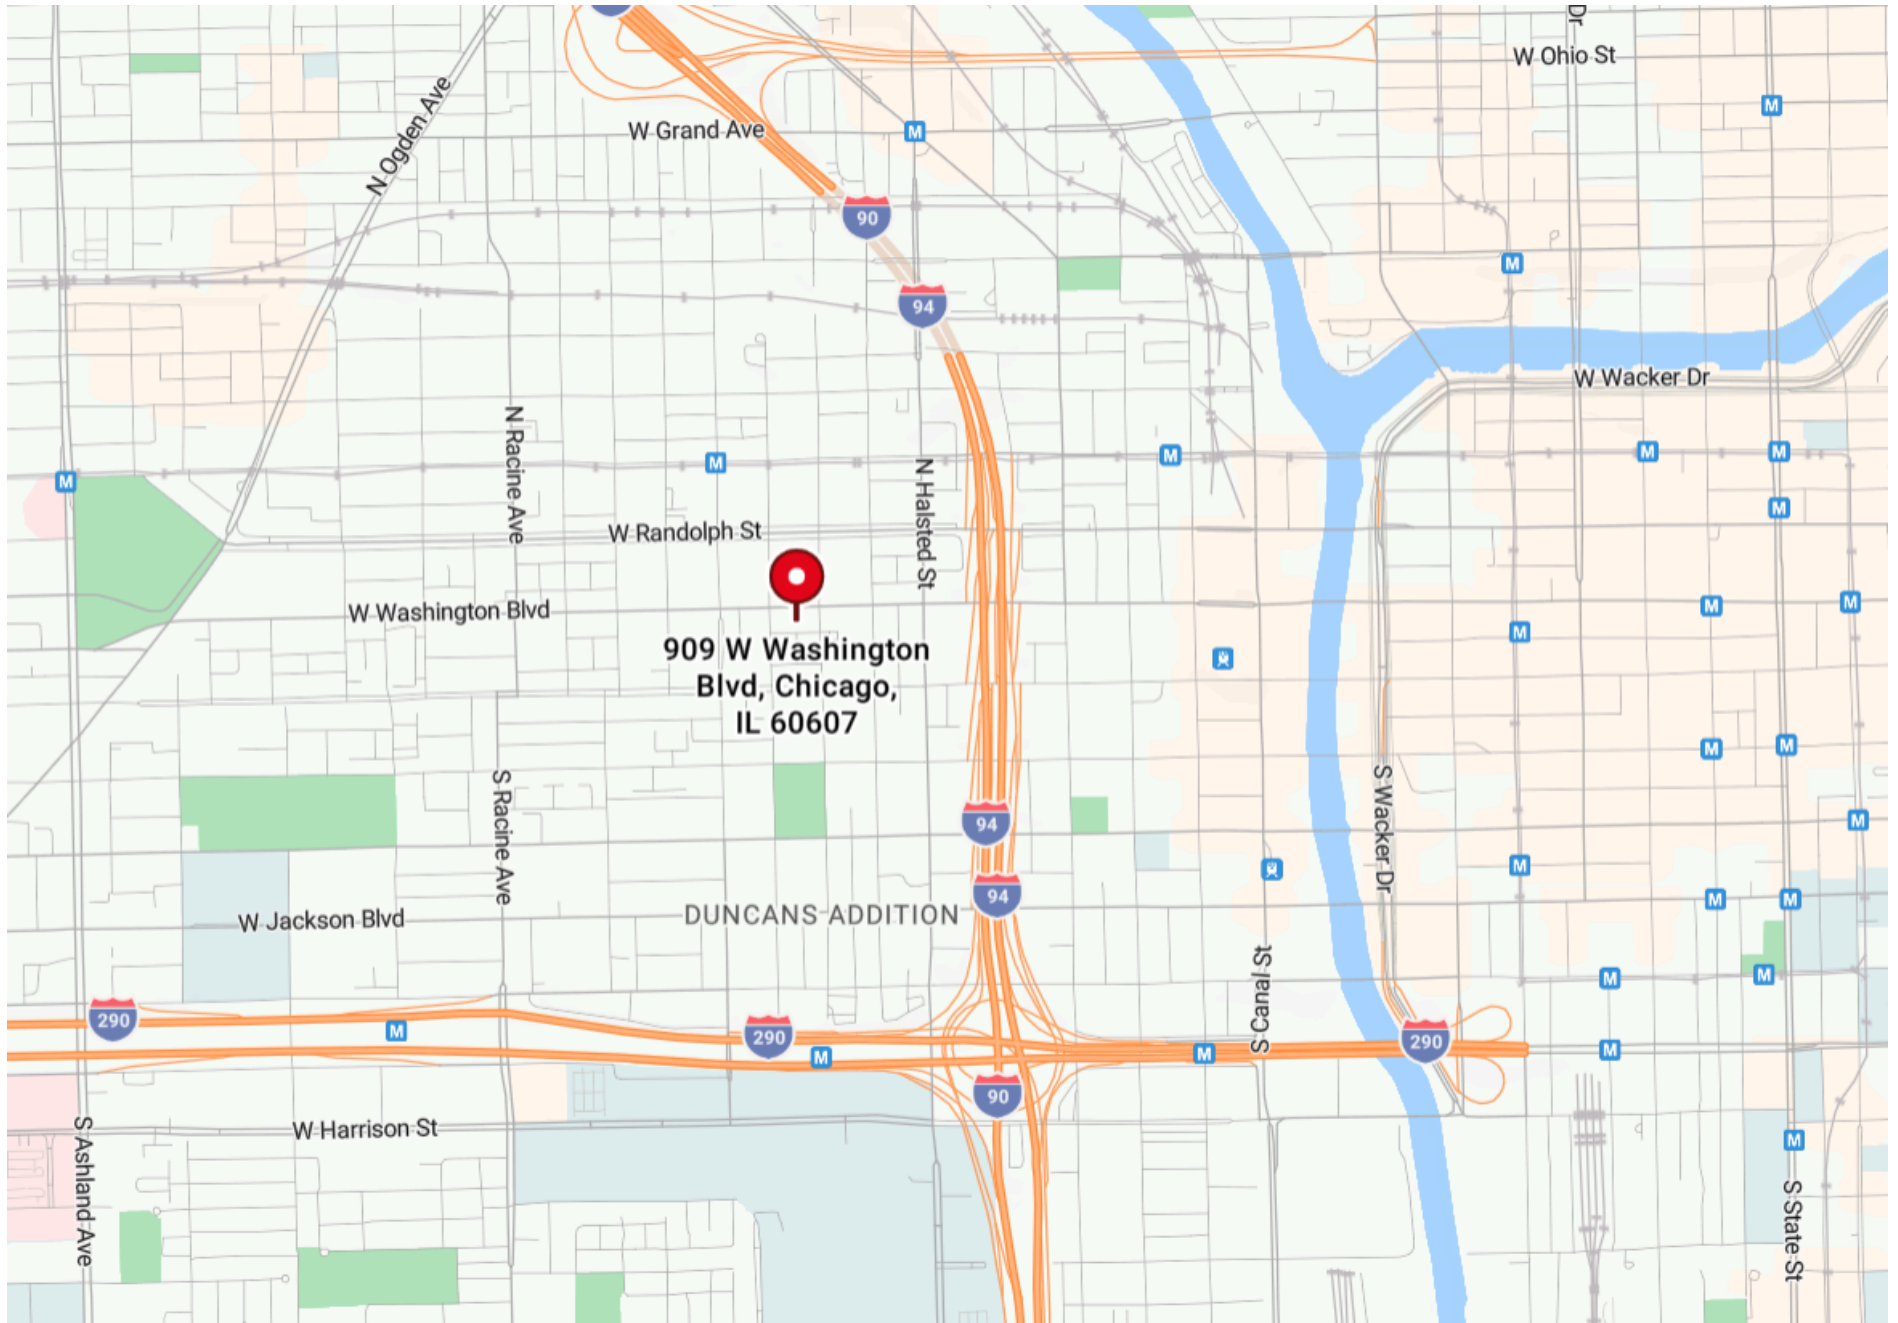 Dr
W Ohio St
N Ogden Ave
W Grand Ave
M
M
90
M
94
W Wacker Dr
N Racine Ave
M
M
M
M
M
N Halsted St
M
W Randolph St
W Washington Blvd
M
M
M
909 W Washington
Blvd, Chicago,
IL 60607
M
M
S Racine Ave
S Wacker Dr
94
M
M
94
M
M
W Jackson Blvd
DUNCANS ADDITION
S Canal St
M
M
290
M
290
M
M
290
M
90
S Ashland Ave
W Harrison St
M
S State St